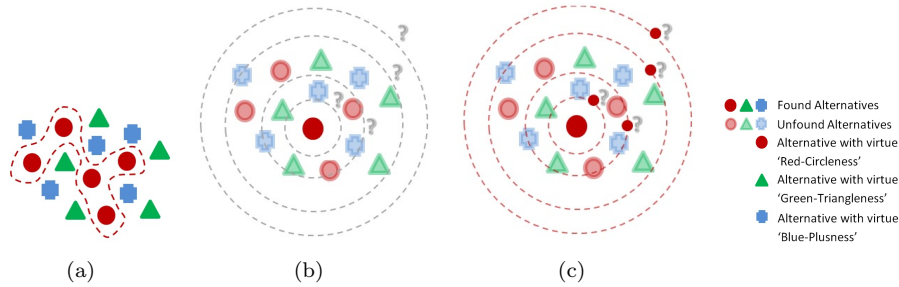 ?
?
?
?
?
?
?
?
Found Alternatives
Unfound Alternatives
Alternative with virtue
'Red-Circleness'
Alternative with virtue
'Green-Triangleness'
Alternative with virtue
'Blue-Plusness'
(a)
(b)
(c)